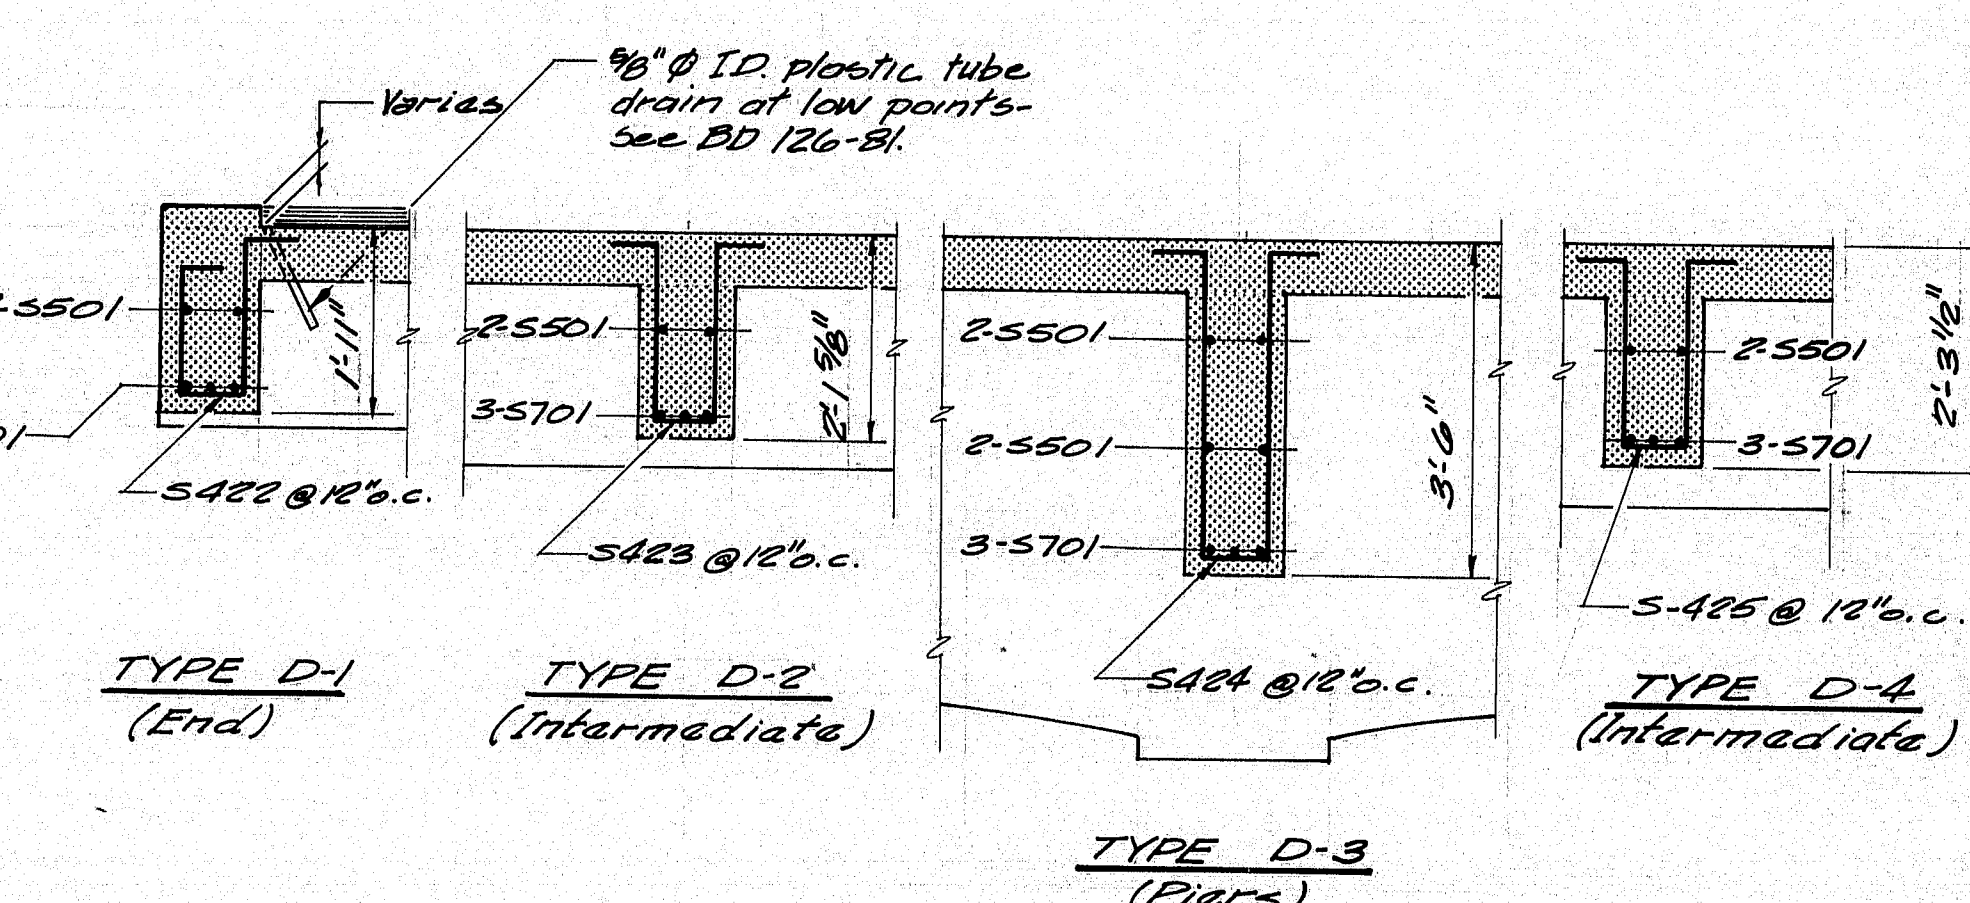 5/8" Ø I.D. plastic tube
drain at low points-
see BD 126-81.
Varies
-S501
1'-11"
S422 @ 12" o.c.
TYPE D-1
(End)
2-S501
3-S701
2'-1 5/8"
S423 @ 12" o.c.
TYPE D-2
(Intermediate)
2-S501
2-S501
3-S701
3'-6"
S424 @ 12" o.c.
TYPE D-3
(Piers)
2-S501
3-S701
2'-3 1/2"
S-425 @ 12" o.c.
TYPE D-4
(Intermediate)